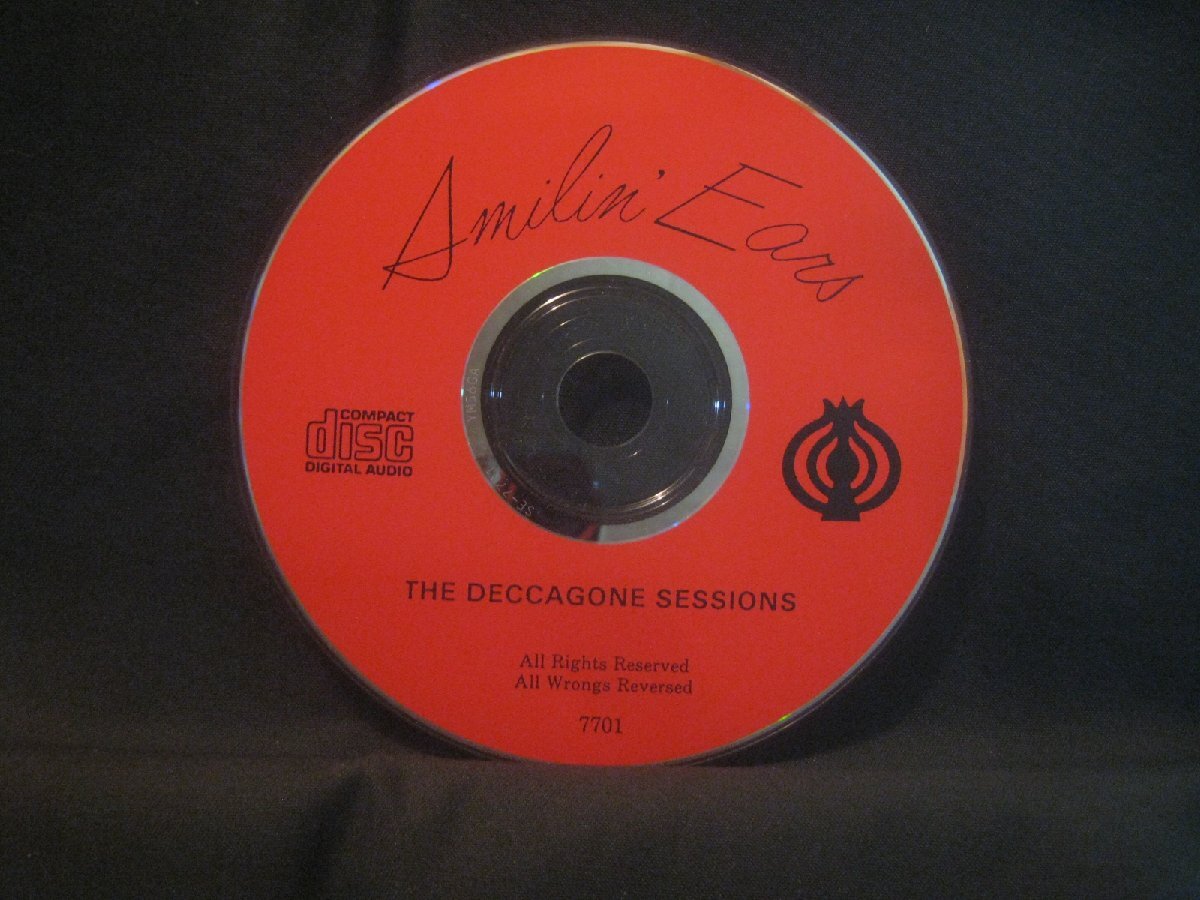 Smilin' Ears
COMPACT
disc
DIGITAL AUDIO
THE DECCAGONE SESSIONS
All Rights Reserved
All Wrongs Reversed
7701